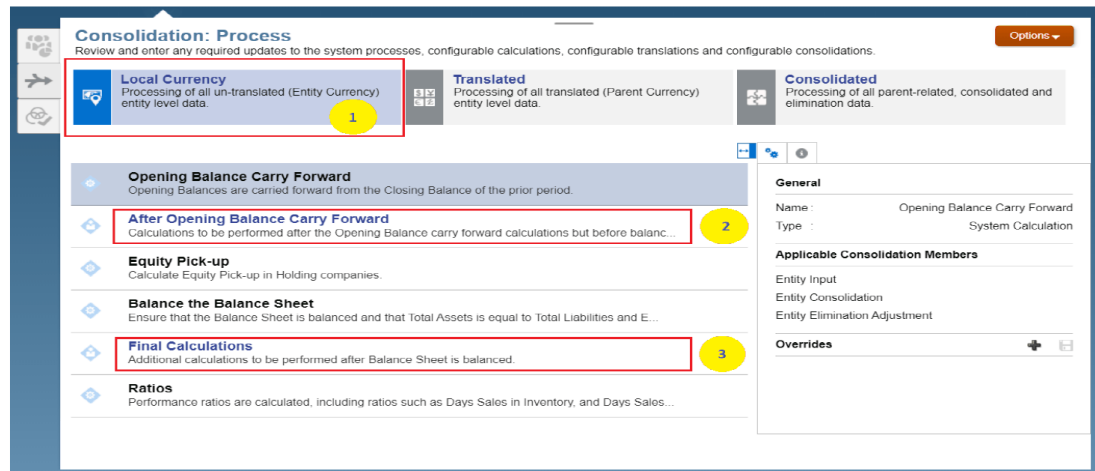 Consolidation: Process
Options
Review and enter any required updates to the system processes, configurable calculations, configurable translations and configurable consolidations.
Local Currency
Processing of all un-translated (Entity Currency)
entity level data.
1
Translated
Processing of all translated (Parent Currency)
entity level data.
Consolidated
Processing of all parent-related, consolidated and
elimination data.
Opening Balance Carry Forward
Opening Balances are carried forward from the Closing Balance of the prior period.
After Opening Balance Carry Forward
Calculations to be performed after the Opening Balance carry forward calculations but before balanc...
2
Equity Pick-up
Calculate Equity Pick-up in Holding companies.
Balance the Balance Sheet
Ensure that the Balance Sheet is balanced and that Total Assets is equal to Total Liabilities and E...
Final Calculations
Additional calculations to be performed after Balance Sheet is balanced.
3
Ratios
Performance ratios are calculated, including ratios such as Days Sales in Inventory, and Days Sales...
General
Name : Opening Balance Carry Forward
Type : System Calculation
Applicable Consolidation Members
Entity Input
Entity Consolidation
Entity Elimination Adjustment
Overrides